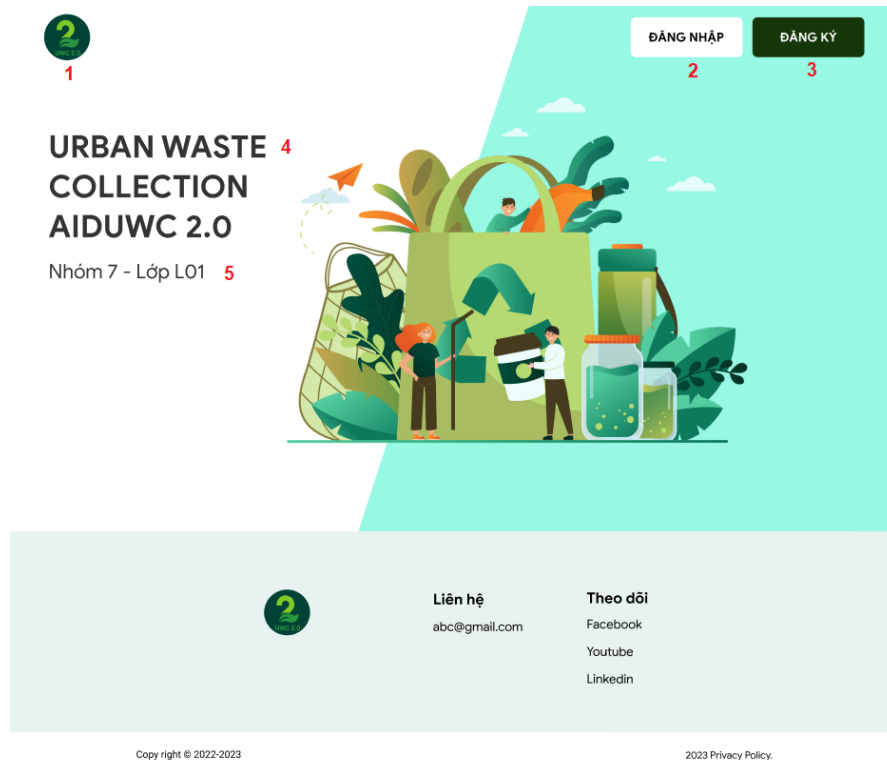 2
UWC 2.0
1
ĐĂNG NHẬP
2
ĐĂNG KÝ
3
URBAN WASTE 4
COLLECTION
AIDUWC 2.0
Nhóm 7 - Lớp L01 5
2
UWC 2.0
Liên hệ
abc@gmail.com
Theo dõi
Facebook
Youtube
Linkedin
Copy right © 2022-2023
2023 Privacy Policy.